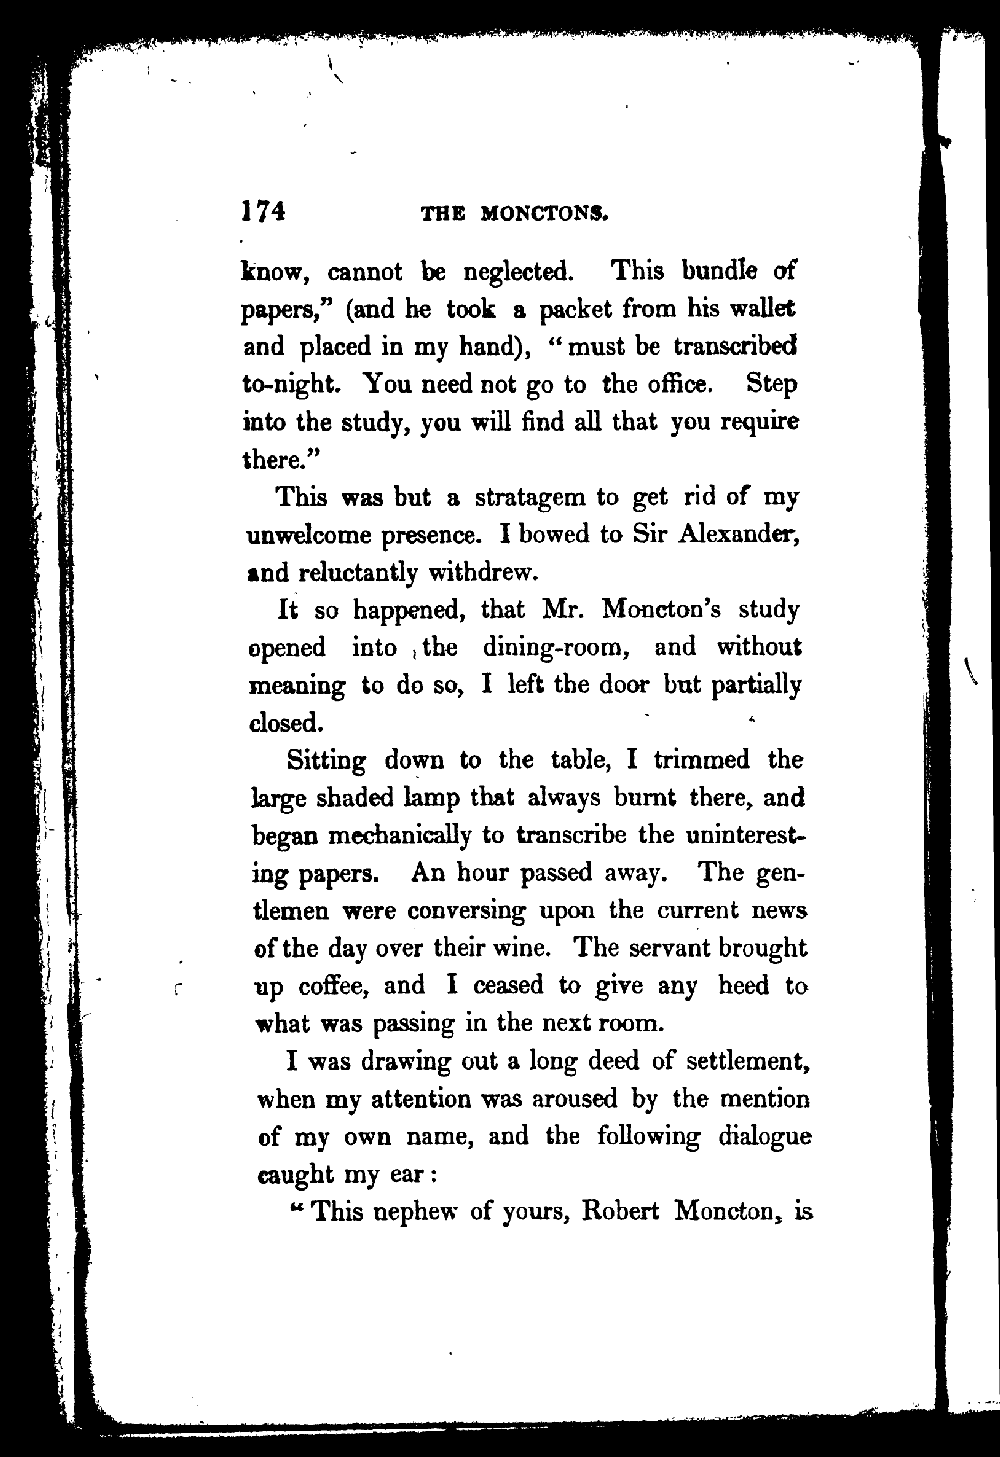 174 THE MONCTONS.
know, cannot be neglected. This bundle of
papers,” (and he took a packet from his wallet
and placed in my hand), “must be transcribed
to-night. You need not go to the office. Step
into the study, you will find all that you require
there.”
This was but a stratagem to get rid of my
unwelcome presence. I bowed to Sir Alexander,
and reluctantly withdrew.
It so happened, that Mr. Moncton’s study
opened into the dining-room, and without
meaning to do so, I left the door but partially
closed.
Sitting down to the table, I trimmed the
large shaded lamp that always burnt there, and
began mechanically to transcribe the uninterest-
ing papers. An hour passed away. The gen-
tlemen were conversing upon the current news
of the day over their wine. The servant brought
up coffee, and I ceased to give any heed to
what was passing in the next room.
I was drawing out a long deed of settlement,
when my attention was aroused by the mention
of my own name, and the following dialogue
caught my ear:
“This nephew of yours, Robert Moncton, is